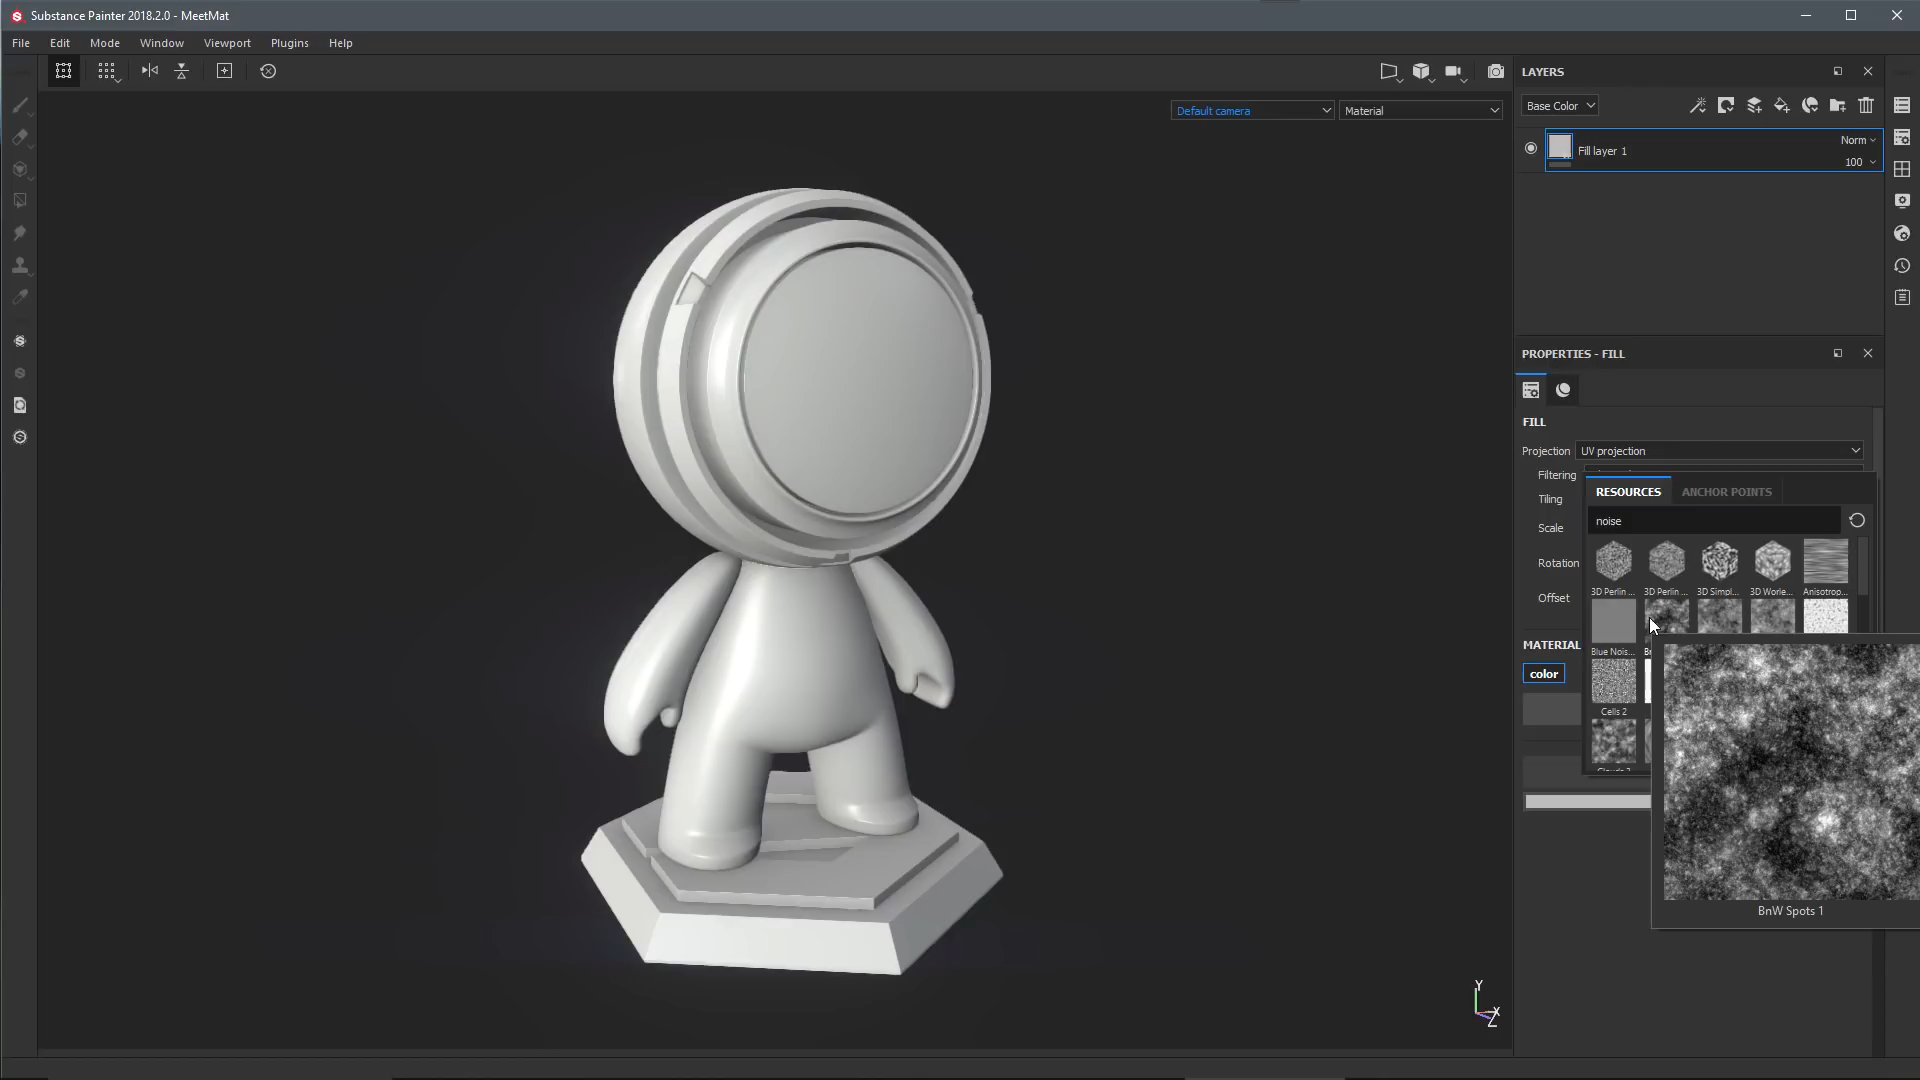 Substance Painter 2018.2.0 - MeetMat
File Edit Mode Window Viewport Plugins Help
Default camera
Material
LAYERS
Base Color
Fill layer 1
Norm
100
PROPERTIES - FILL
FILL
Projection
UV projection
Filtering
Tiling
Scale
Rotation
Offset
MATERIAL
color
RESOURCES
ANCHOR POINTS
noise
3D Perlin ...
3D Perlin ...
3D Simpl...
3D Worle...
Anisotrop...
Blue Nois...
Cells 2
BnW Spots 1
Y
X
Z